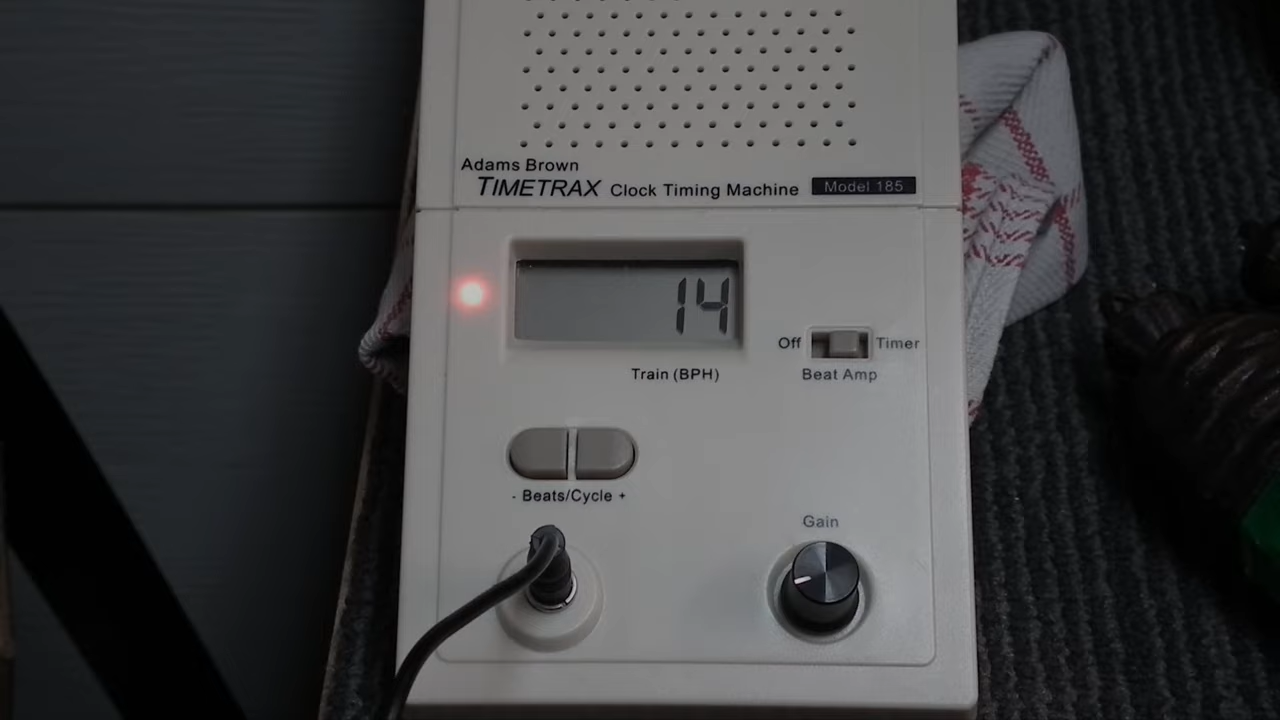 Adams Brown
TIMETRAX Clock Timing Machine Model 185
14
Off Timer
Train (BPH)
Beat Amp
- Beats/Cycle +
Gain